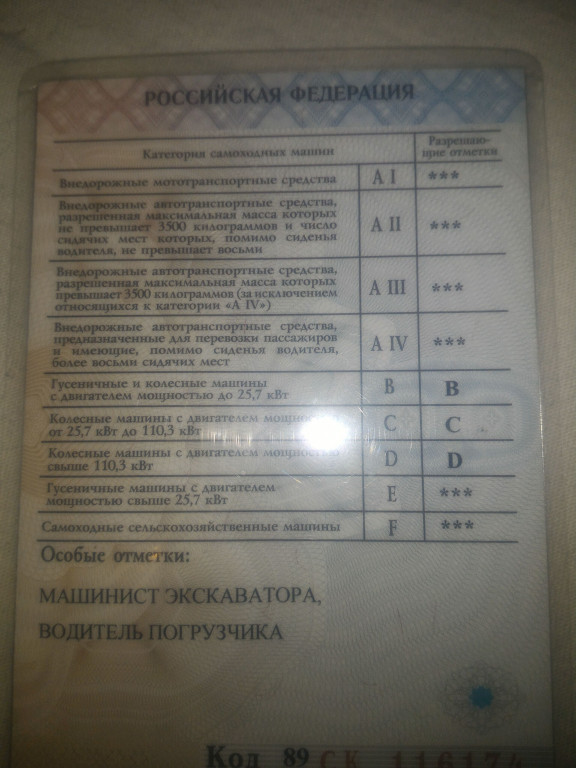 РОССИЙСКАЯ ФЕДЕРАЦИЯ
Категория самоходных машин
Разрешаю-
щие отметки
Внедорожные мототранспортные средства A I ***
Внедорожные автотранспортные средства,
разрешенная максимальная масса которых
не превышает 3500 килограммов и число
сидячих мест которых, помимо сиденья
водителя, не превышает восьми
A II ***
Внедорожные автотранспортные средства,
разрешенная максимальная масса которых
превышает 3500 килограммов (за исключением
относящихся к категории «A IV»)
A III ***
Внедорожные автотранспортные средства,
предназначенные для перевозки пассажиров
и имеющие, помимо сиденья водителя,
более восьми сидячих мест
A IV ***
Гусеничные и колесные машины
с двигателем мощностью до 25,7 кВт
B B
Колесные машины с двигателем мощностью
от 25,7 кВт до 110,3 кВт
C C
Колесные машины с двигателем мощностью
свыше 110,3 кВт
D D
Гусеничные машины с двигателем
мощностью свыше 25,7 кВт
E ***
Самоходные сельскохозяйственные машины F ***
Особые отметки:
МАШИНИСТ ЭКСКАВАТОРА,
ВОДИТЕЛЬ ПОГРУЗЧИКА
Код 89 СК 116174